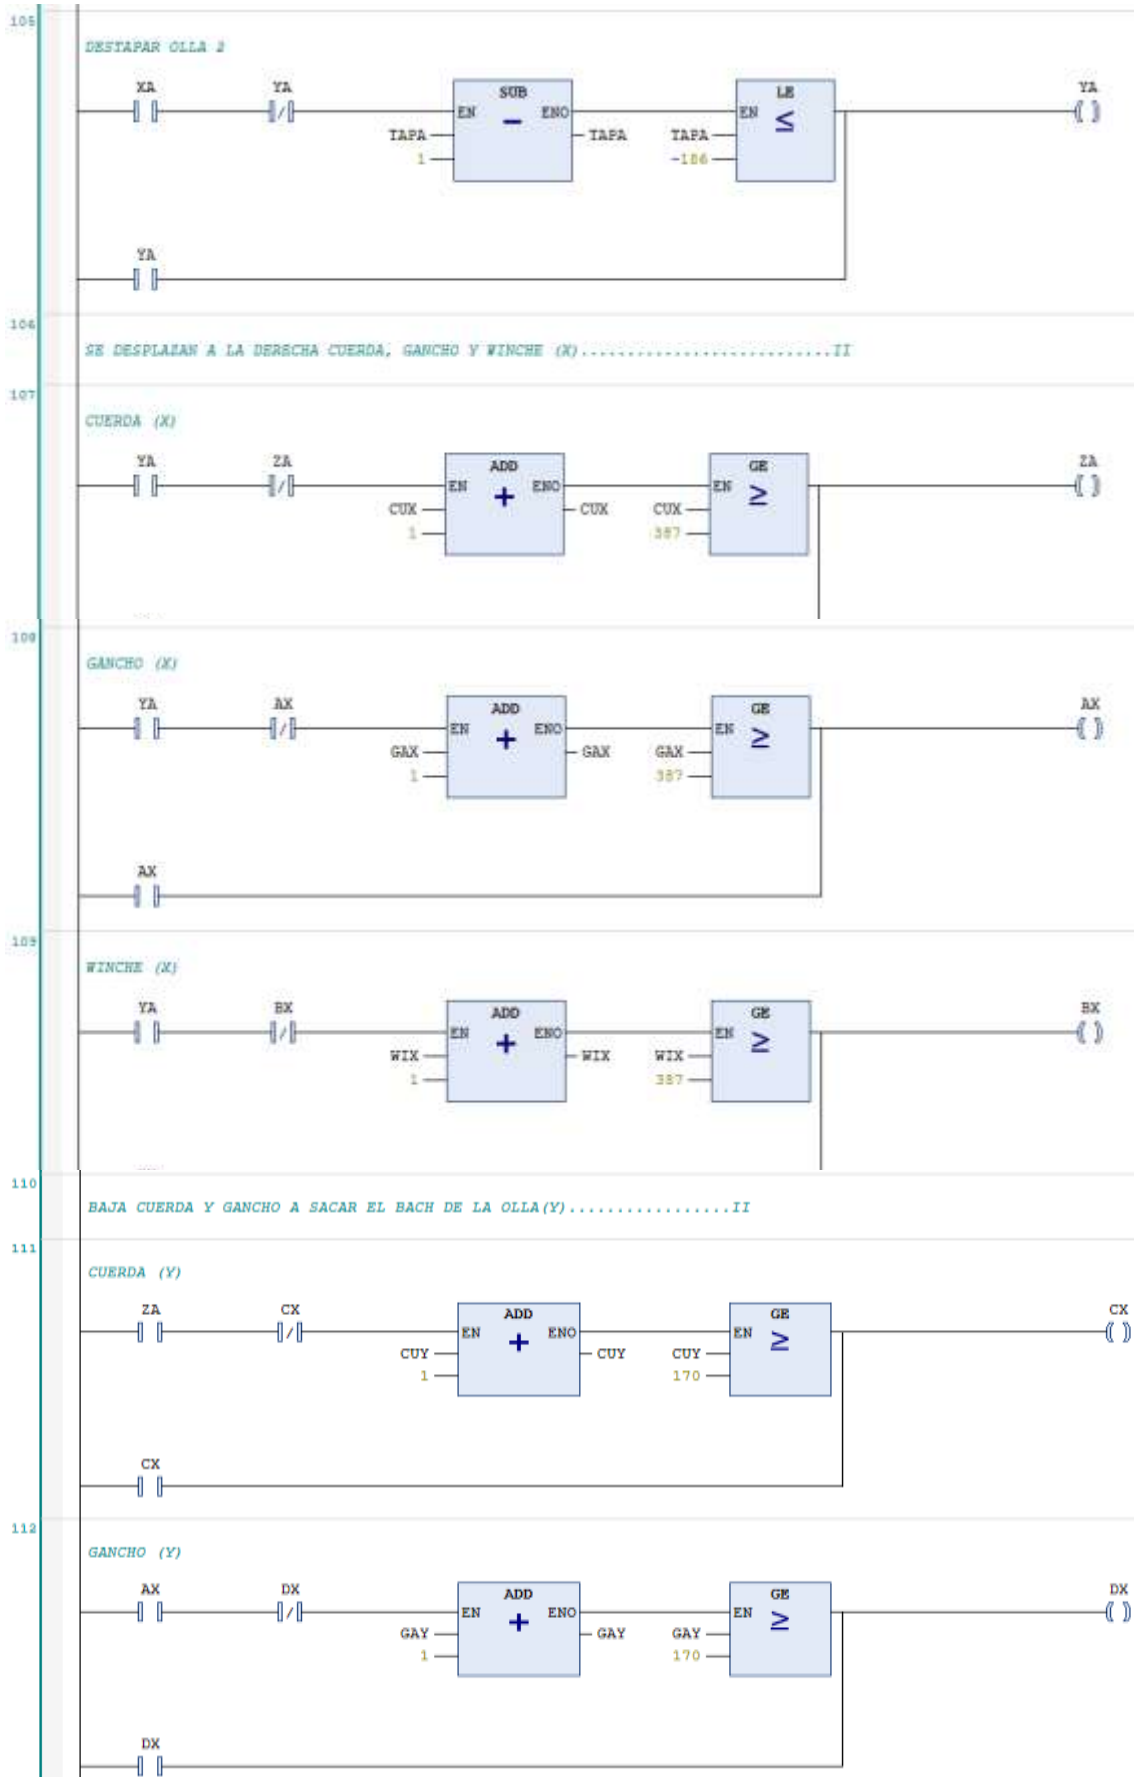 105
DESTAPAR OLLA 2
XA YA SUB LE YA
EN ENO EN
- ≤
TAPA TAPA TAPA
1 -186
YA
106
SE DESPLAZAN A LA DERECHA CUERDA, GANCHO Y WINCHE (X)..........................II
107
CUERDA (X)
YA ZA ADD GE ZA
EN ENO EN
+ ≥
CUX CUX CUX
1 387
108
GANCHO (X)
YA AX ADD GE AX
EN ENO EN
+ ≥
GAX GAX GAX
1 387
AX
109
WINCHE (X)
YA BX ADD GE BX
EN ENO EN
+ ≥
WIX WIX WIX
1 387
110
BAJA CUERDA Y GANCHO A SACAR EL BACH DE LA OLLA(Y).................II
111
CUERDA (Y)
ZA CX ADD GE CX
EN ENO EN
+ ≥
CUY CUY CUY
1 170
CX
112
GANCHO (Y)
AX DX ADD GE DX
EN ENO EN
+ ≥
GAY GAY GAY
1 170
DX